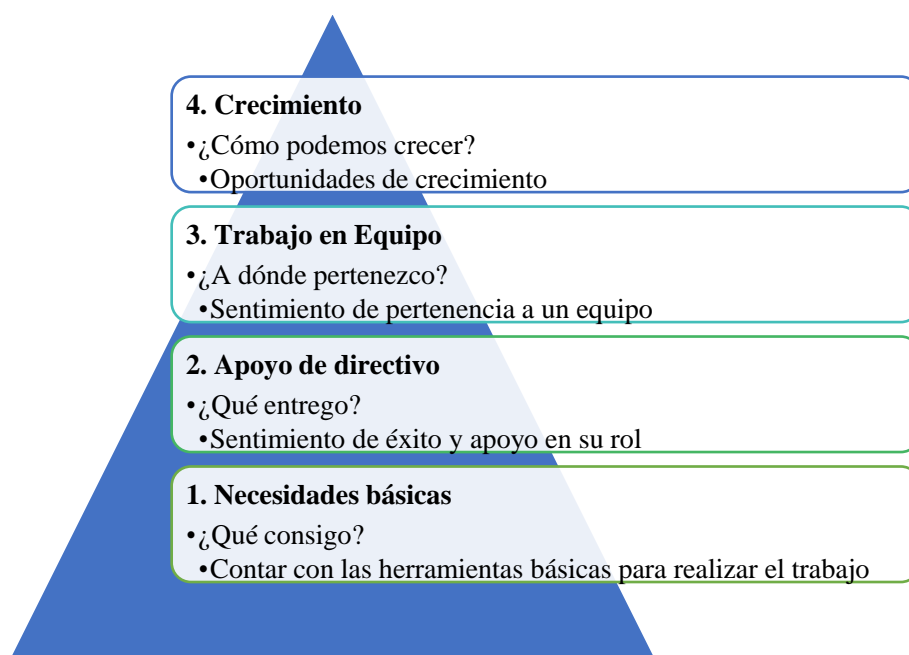 4. Crecimiento
•¿Cómo podemos crecer?
•Oportunidades de crecimiento
3. Trabajo en Equipo
•¿A dónde pertenezco?
•Sentimiento de pertenencia a un equipo
2. Apoyo de directivo
•¿Qué entrego?
•Sentimiento de éxito y apoyo en su rol
1. Necesidades básicas
•¿Qué consigo?
•Contar con las herramientas básicas para realizar el trabajo